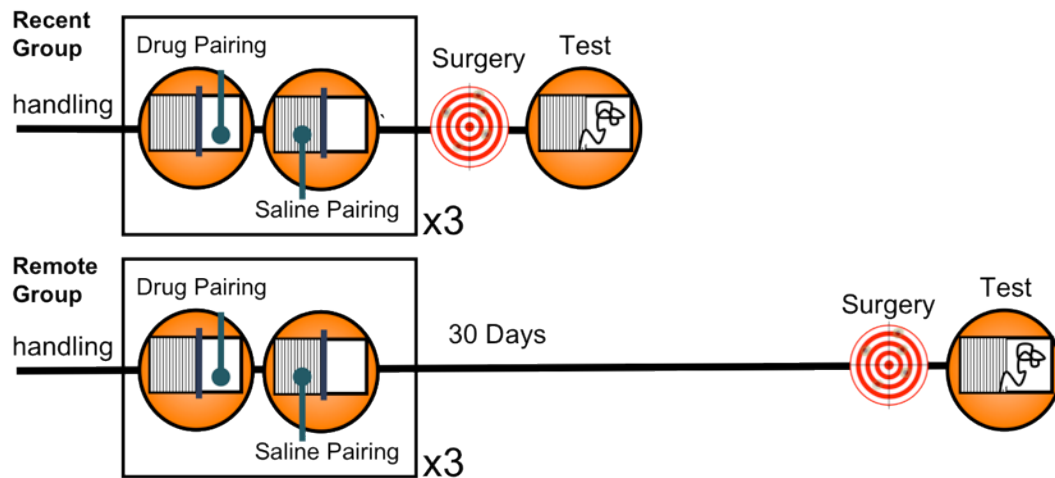 Recent
Group
Drug Pairing
Surgery
Test
handling
Saline Pairing
x3
Remote
Group
Drug Pairing
Surgery
Test
handling
30 Days
Saline Pairing
x3